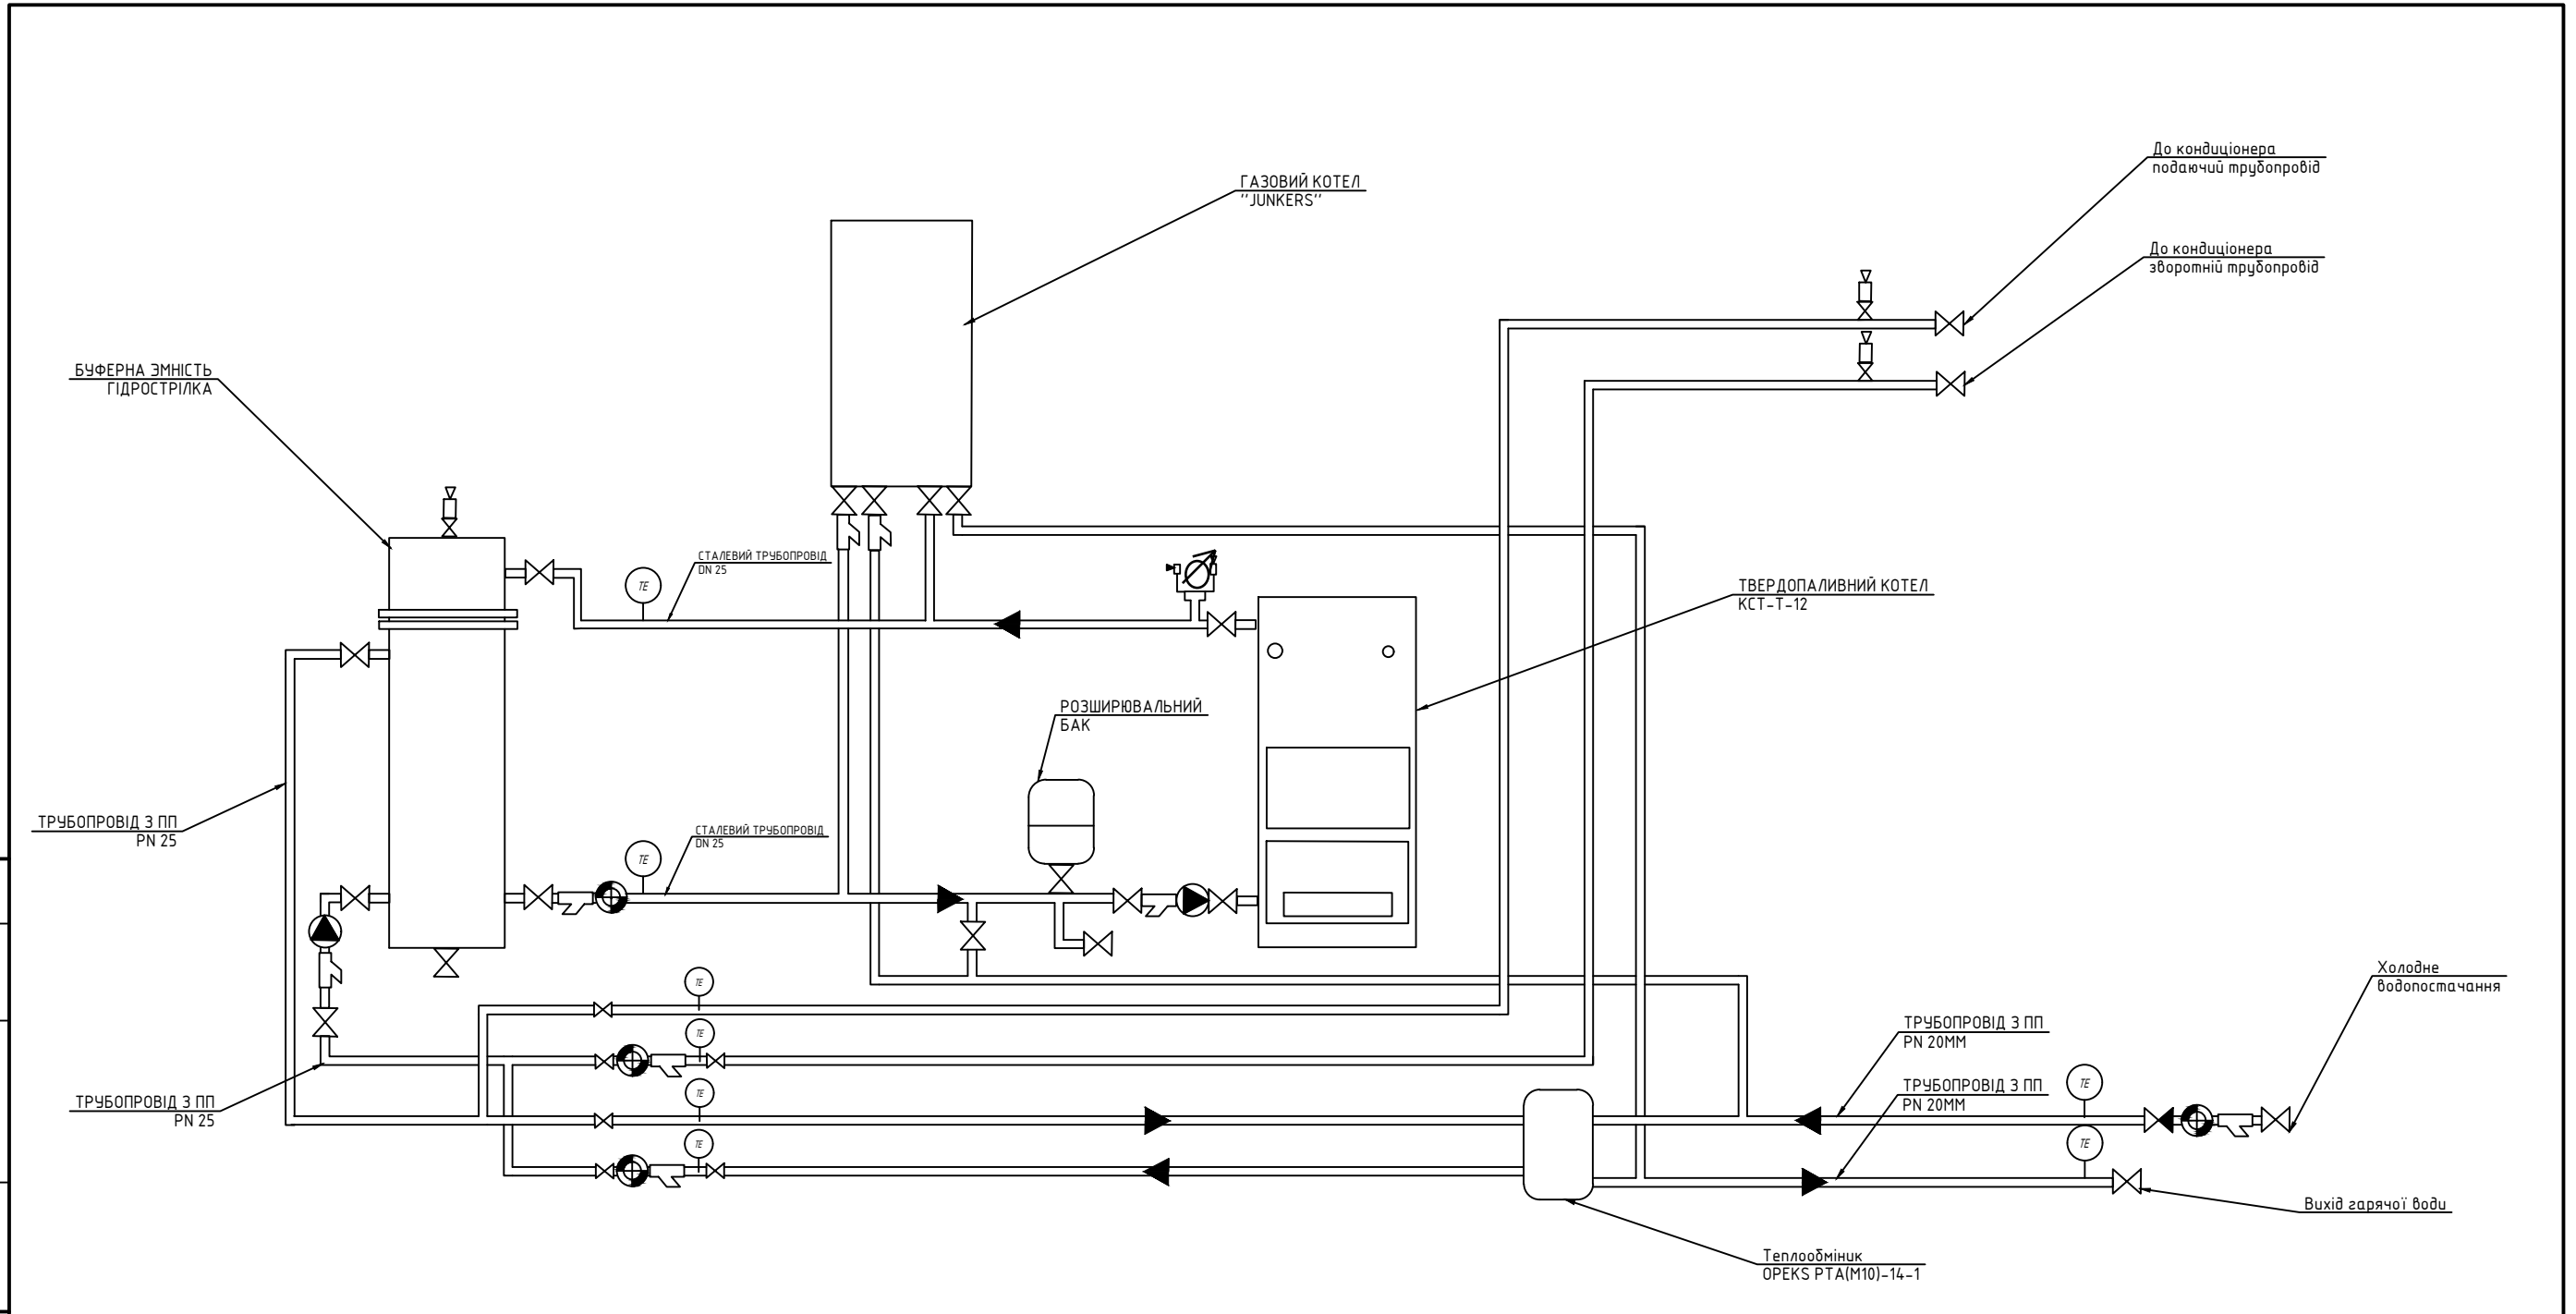 До кондиціонера
подаючий трубопровід
ГАЗОВИЙ КОТЕЛ
"JUNKERS"
До кондиціонера
зворотній трубопровід
БУФЕРНА ЗМНІСТЬ
ГІДРОСТРІЛКА
СТАЛЕВИЙ ТРУБОПРОВІД
DN 25
TE
ТВЕРДОПАЛИВНИЙ КОТЕЛ
КСТ-Т-12
РОЗШИРЮВАЛЬНИЙ
БАК
ТРУБОПРОВІД З ПП
PN 25
СТАЛЕВИЙ ТРУБОПРОВІД
DN 25
TE
Холодне
водопостачання
TE
ТРУБОПРОВІД З ПП
PN 20ММ
TE
ТРУБОПРОВІД З ПП
PN 20ММ
TE
TE
ТРУБОПРОВІД З ПП
PN 25
TE
TE
Вихід гарячої води
Теплообміник
OPEKS PTA(M10)-14-1